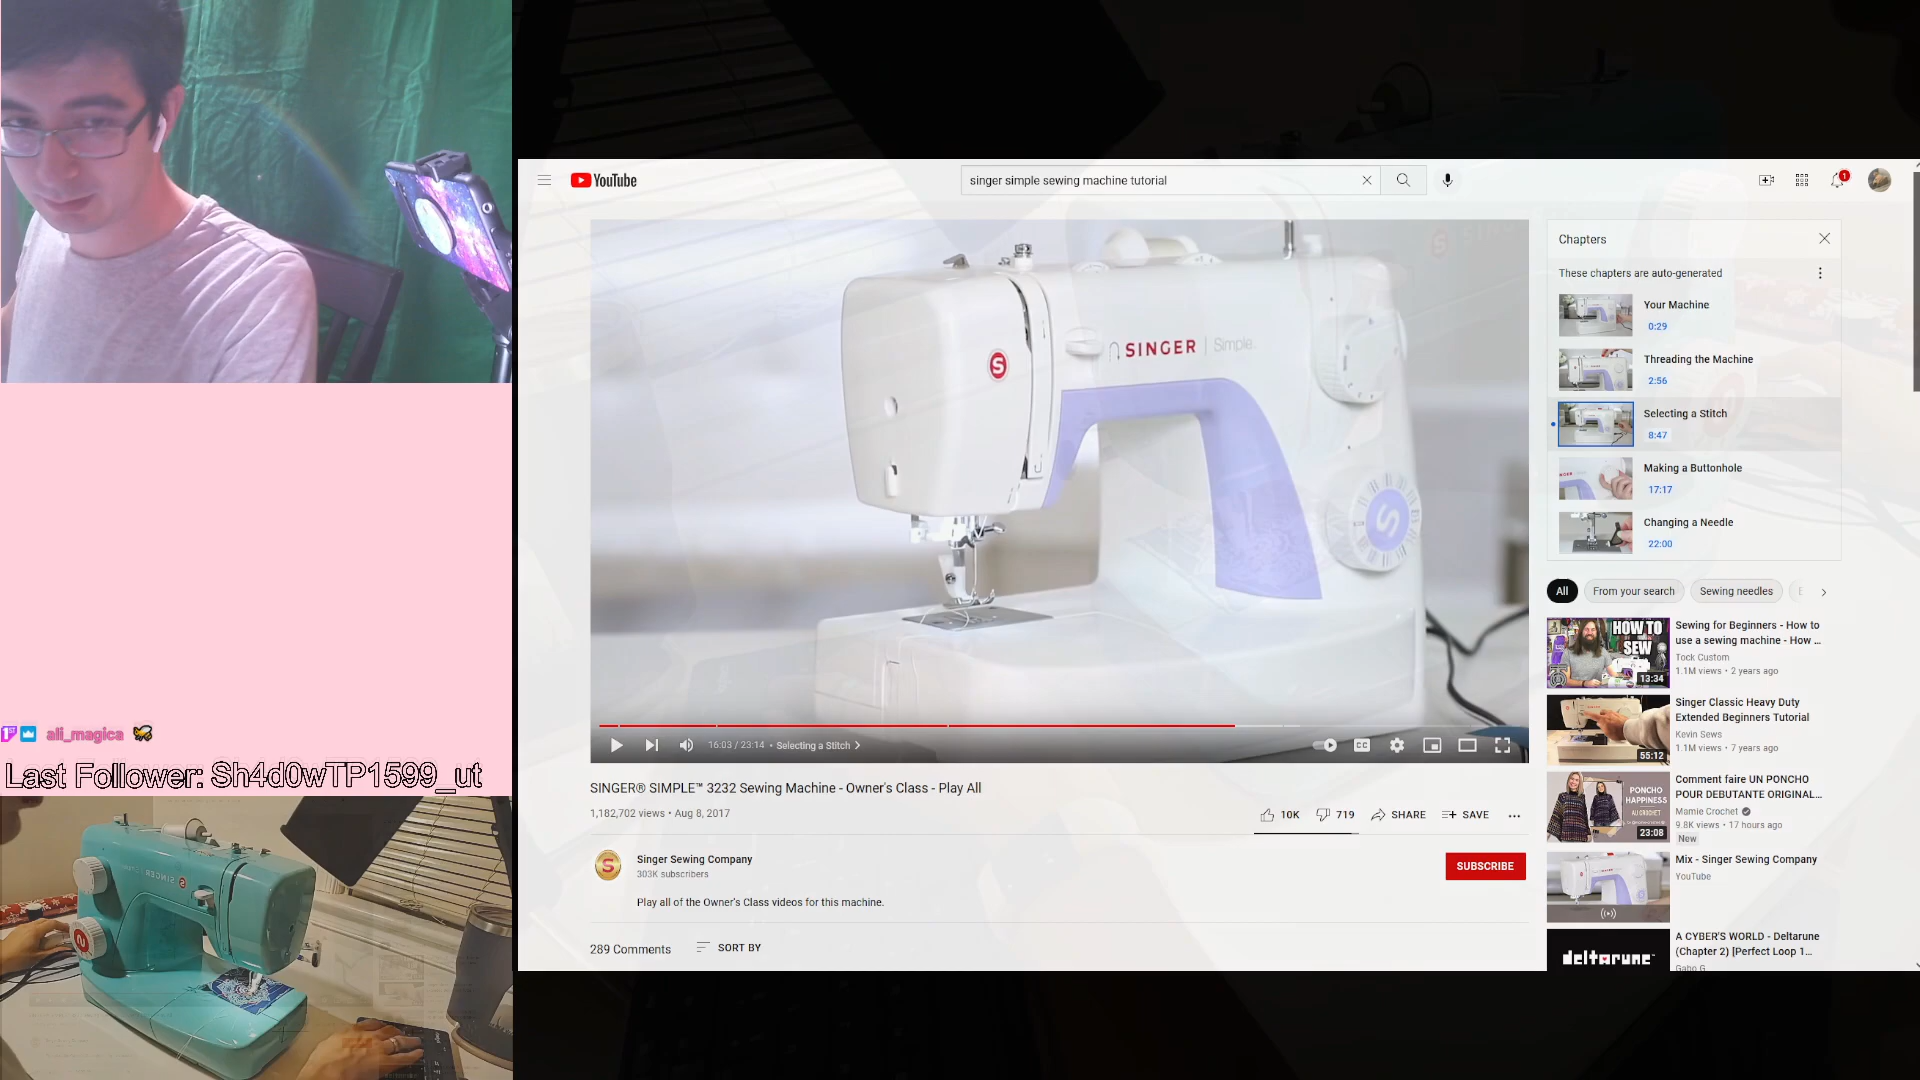 ali_magica
Last Follower: Sh4d0wTP1599_ut
YouTube
singer simple sewing machine tutorial
1
SINGER | Simple
S
S
16:03 / 23:14 • Selecting a Stitch
CC
SINGER® SIMPLE™ 3232 Sewing Machine - Owner's Class - Play All
1,182,702 views • Aug 8, 2017
10K
719
SHARE
SAVE
S
Singer Sewing Company
303K subscribers
SUBSCRIBE
Play all of the Owner's Class videos for this machine.
289 Comments
SORT BY
Chapters
These chapters are auto-generated
Your Machine
0:29
Threading the Machine
2:56
Selecting a Stitch
8:47
Making a Buttonhole
17:17
Changing a Needle
22:00
All
From your search
Sewing needles
HOW TO
SEW
13:34
Sewing for Beginners - How to
use a sewing machine - How ...
Tock Custom
1.1M views • 2 years ago
55:12
Singer Classic Heavy Duty
Extended Beginners Tutorial
Kevin Sews
1.1M views • 7 years ago
PONCHO
HAPPINESS
AU CROCHET
23:08
Comment faire UN PONCHO
POUR DEBUTANTE ORIGINAL...
Mamie Crochet
9.8K views • 17 hours ago
New
Mix - Singer Sewing Company
YouTube
deltarune
A CYBER'S WORLD - Deltarune
(Chapter 2) [Perfect Loop 1...
Gabo G